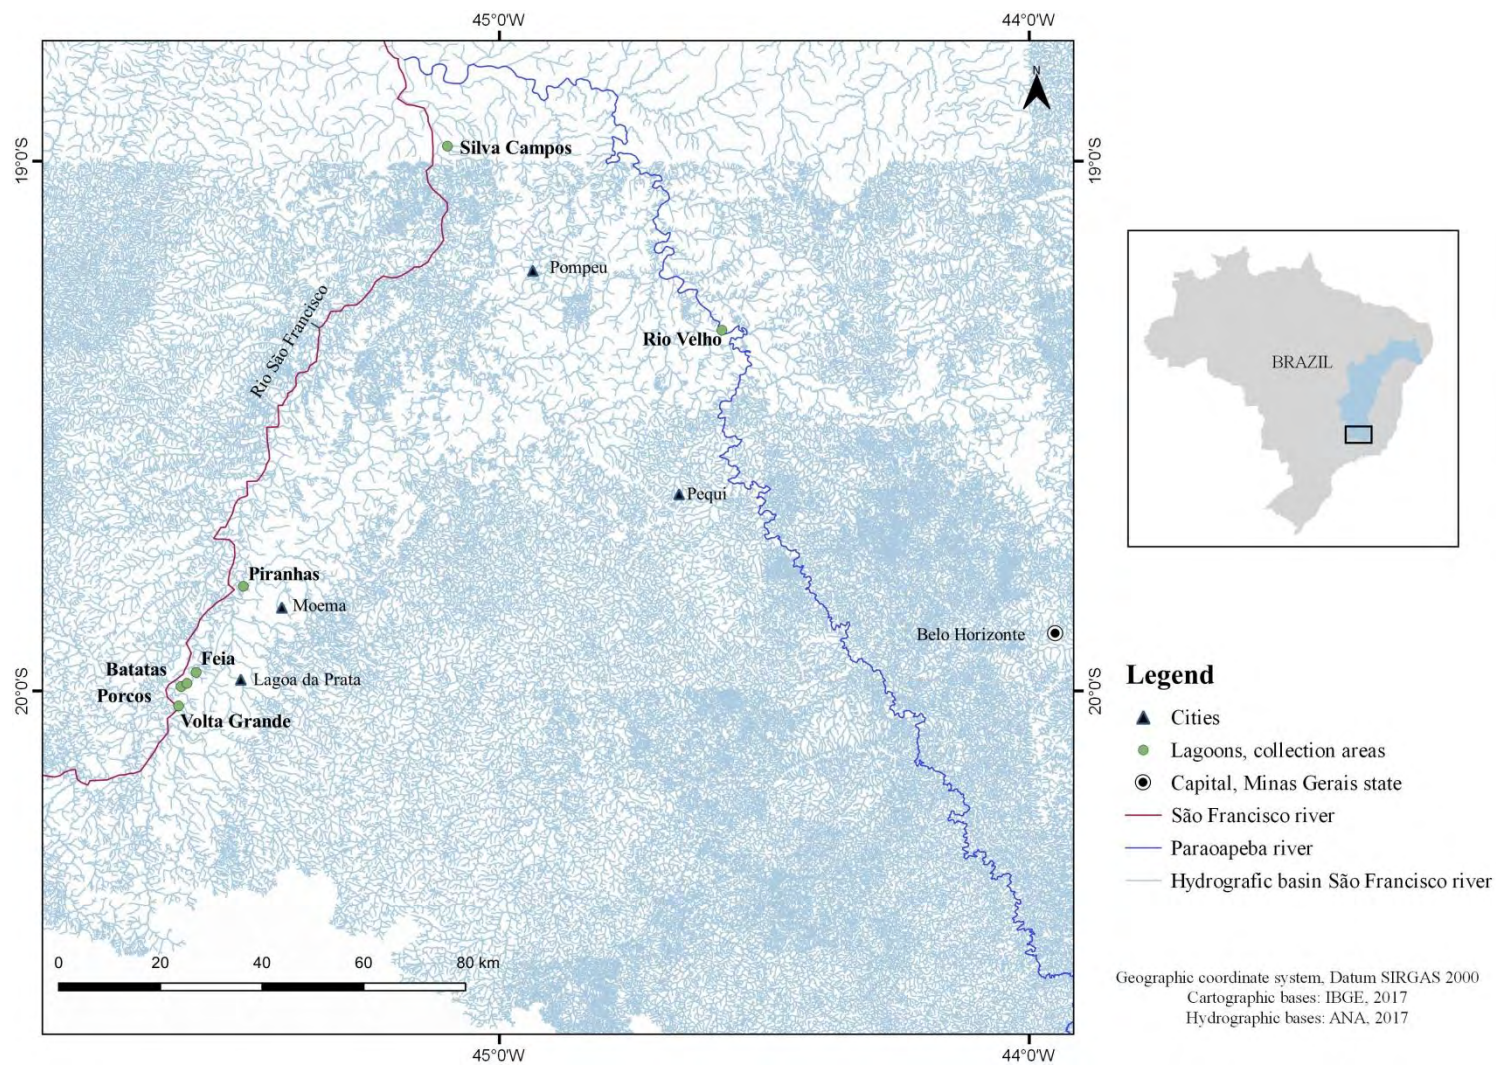 45°0'W
44°0'W
N
19°0'S
19°0'S
Silva Campos
Pompeu
Rio São Francisco
Rio Velho
BRAZIL
Pequi
Piranhas
Moema
Belo Horizonte
Feia
Batatas
Lagoa da Prata
Porcos
20°0'S
20°0'S
Volta Grande
Legend
Cities
Lagoons, collection areas
Capital, Minas Gerais state
São Francisco river
Paraoapeba river
Hydrografic basin São Francisco river
0 20 40 60 80 km
Geographic coordinate system, Datum SIRGAS 2000
Cartographic bases: IBGE, 2017
Hydrographic bases: ANA, 2017
45°0'W
44°0'W